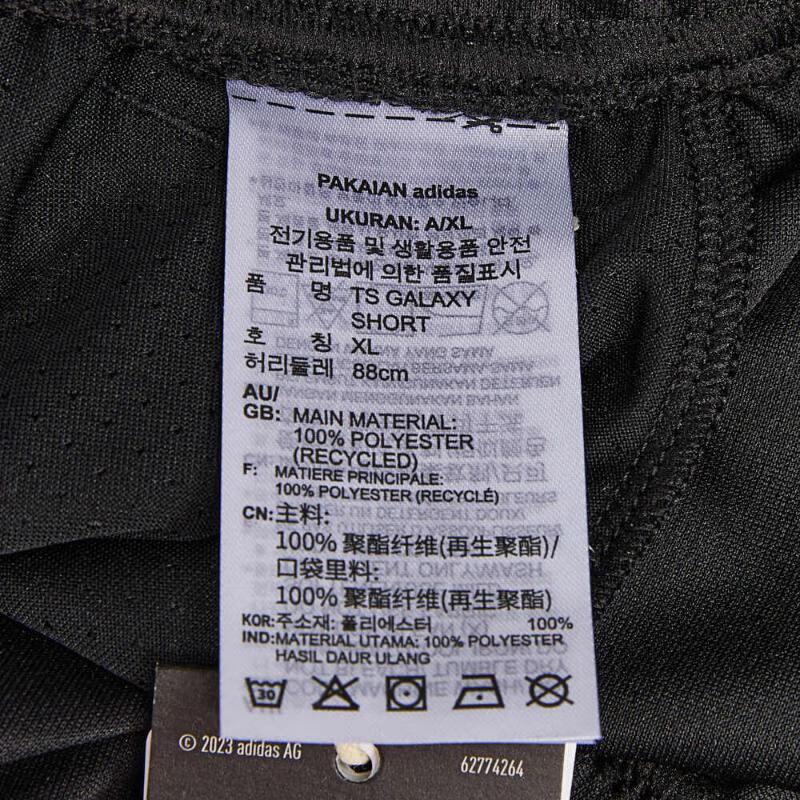 PAKAIAN adidas
UKURAN: A/XL
전기용품 및 생활용품 안전
관리법에 의한 품질표시
품 명 TS GALAXY
SHORT
호 칭 XL
허리둘레 88cm
AU/
GB: MAIN MATERIAL:
100% POLYESTER
(RECYCLED)
F: MATIERE PRINCIPALE:
100% POLYESTER (RECYCLÉ)
CN:主料:
100% 聚酯纤维(再生聚酯)/
口袋里料:
100% 聚酯纤维(再生聚酯)
KOR:주소재: 폴리에스터 100%
IND:MATERIAL UTAMA: 100% POLYESTER
HASIL DAUR ULANG
30
© 2023 adidas AG
62774264